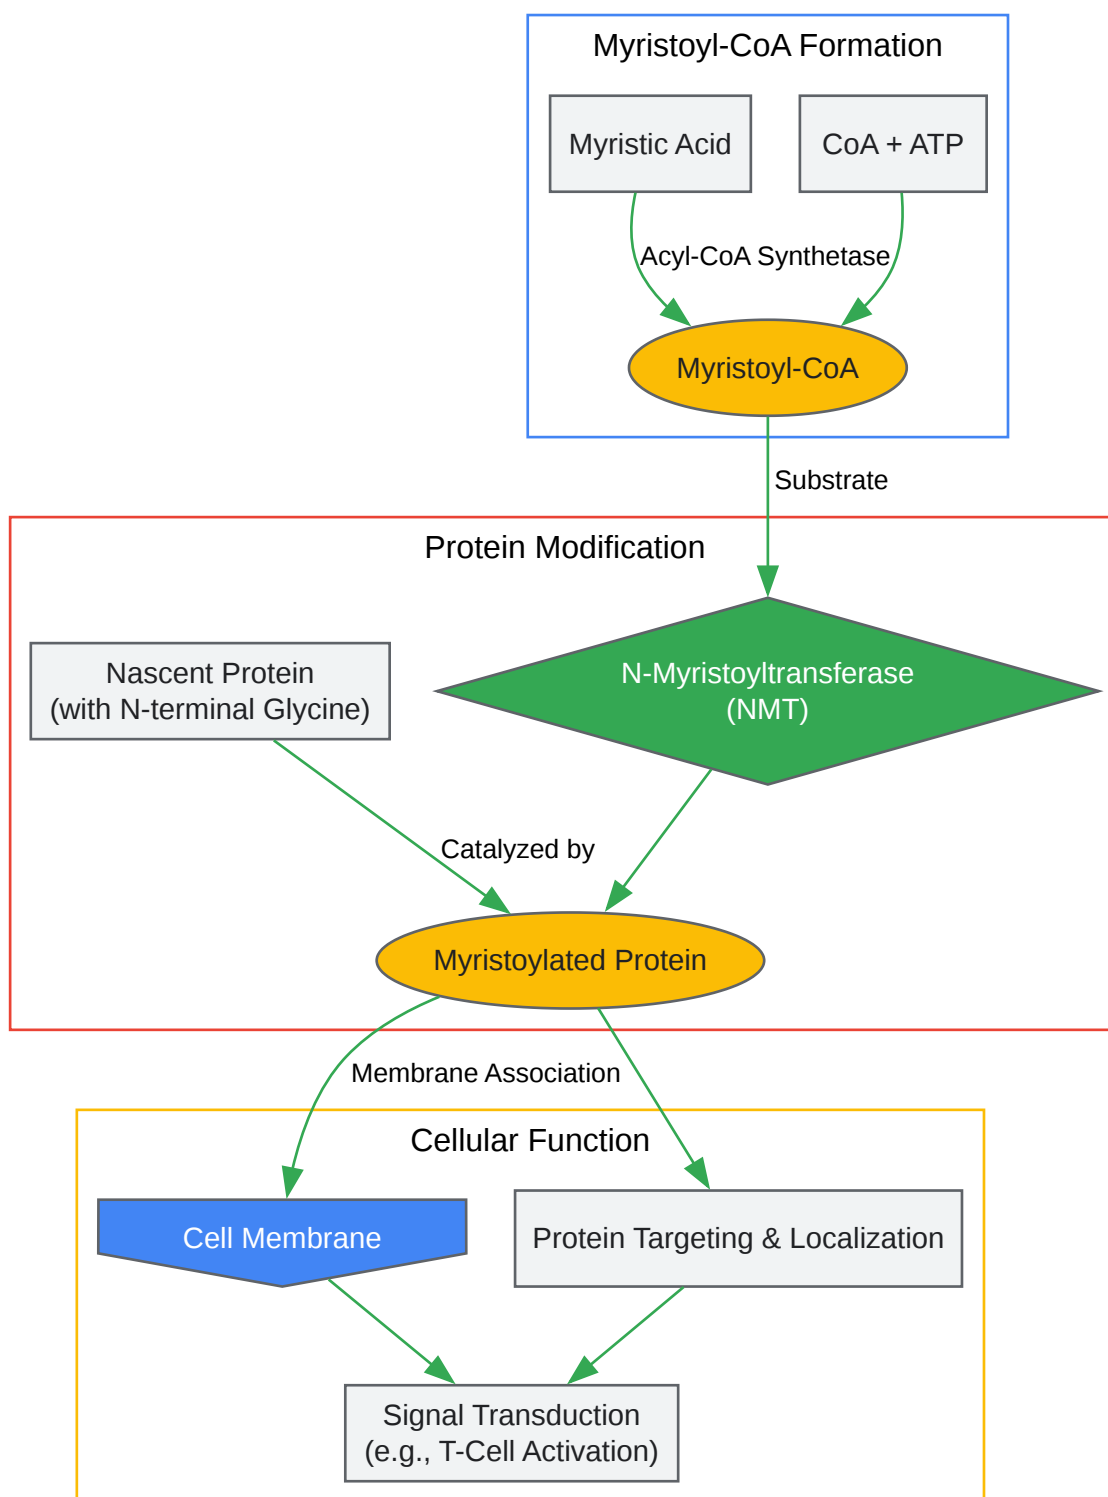 Myristoyl-CoA Formation
Myristic Acid
CoA + ATP
Acyl-CoA Synthetase
Myristoyl-CoA
Substrate
Protein Modification
Nascent Protein
(with N-terminal Glycine)
N-Myristoyltransferase
(NMT)
Catalyzed by
Myristoylated Protein
Membrane Association
Cellular Function
Cell Membrane
Protein Targeting & Localization
Signal Transduction
(e.g., T-Cell Activation)